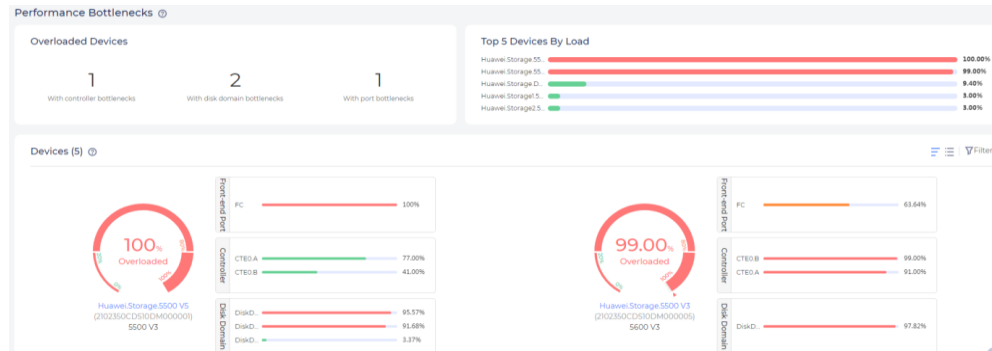 Performance Bottlenecks
Overloaded Devices
1
With controller bottlenecks
2
With disk domain bottlenecks
1
With port bottlenecks
Top 5 Devices By Load
Huawei.Storage.55... 100.00%
Huawei.Storage.55... 99.00%
Huawei.Storage.D... 9.40%
Huawei.Storage1.5... 3.00%
Huawei.Storage2.5... 3.00%
Devices (5)
Filter
100%
Overloaded
0%
100%
Huawei.Storage.5500 V5
(2102350CDS10DM000001)
5500 V3
Front-end Port
FC 100%
Controller
CTE0.A 77.00%
CTE0.B 41.00%
Disk Domain
DiskD... 95.57%
DiskD... 91.68%
DiskD... 3.37%
99.00%
Overloaded
0%
100%
Huawei.Storage.5500 V3
(2102350CDS10DM000005)
5600 V3
Front-end Port
FC 63.64%
Controller
CTE0.B 99.00%
CTE0.A 91.00%
Disk Domain
DiskD... 97.82%